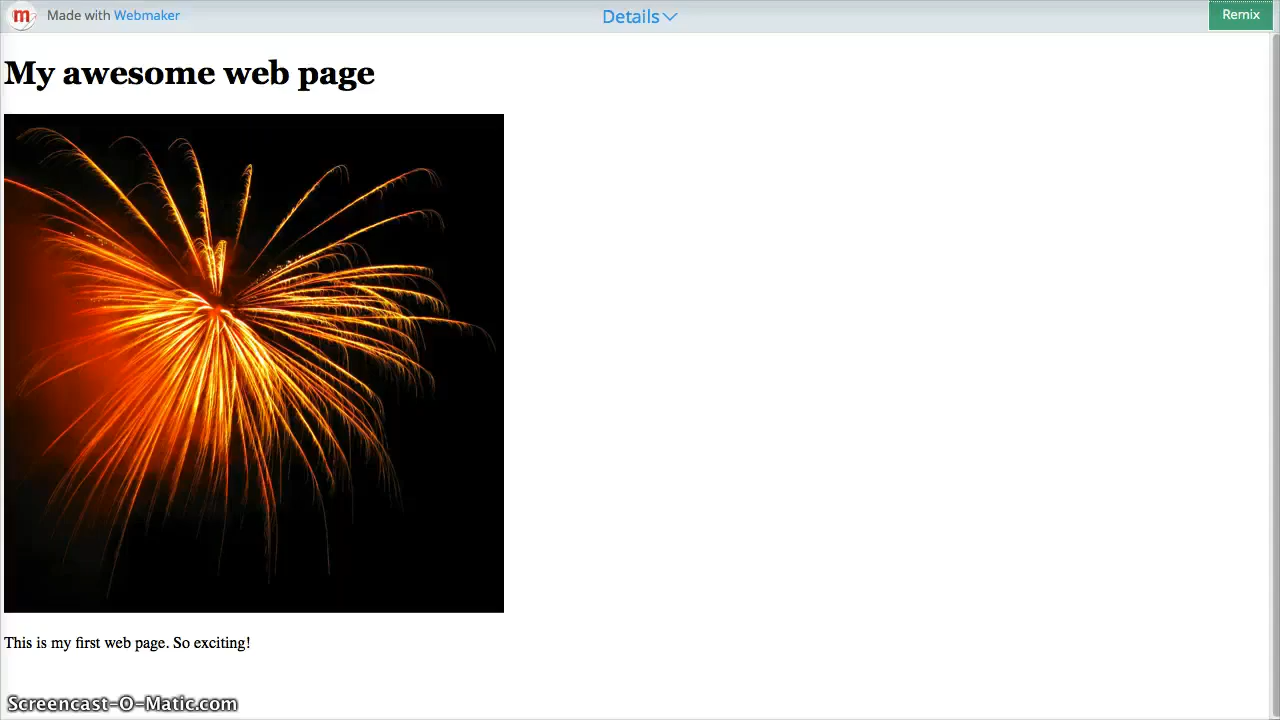 m Made with Webmaker Details Remix
My awesome web page
This is my first web page. So exciting!
Screencast-O-Matic.com